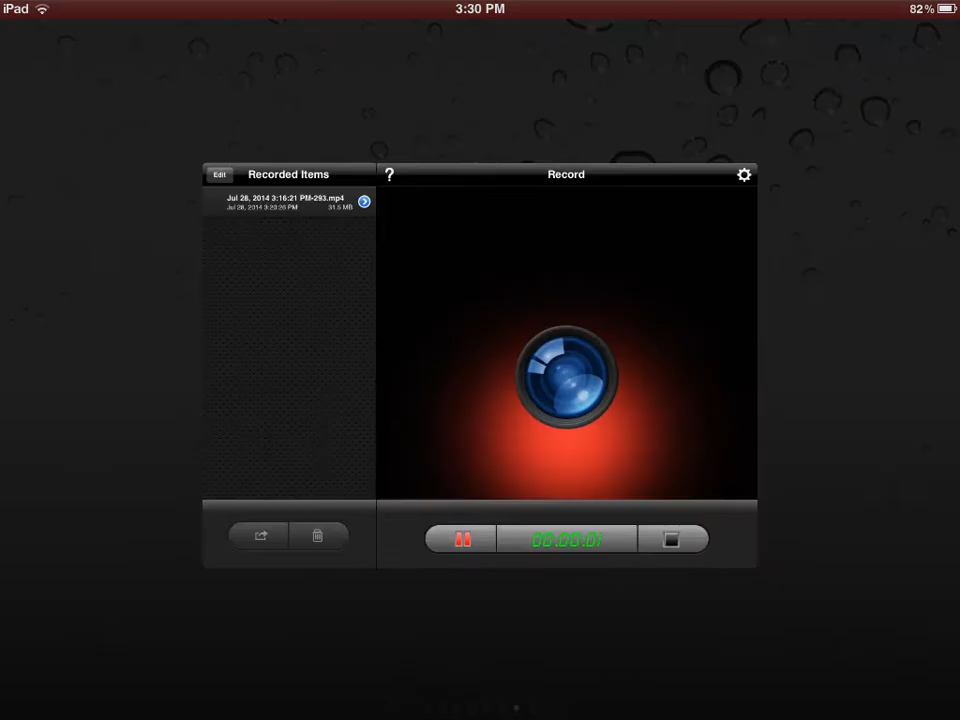 iPad
3:30 PM
82%
Edit
Recorded Items
?
Record
Jul 28, 2014 3:16:21 PM-293.mp4
Jul 28, 2014 3:20:26 PM
31.5 MB
00:00:01